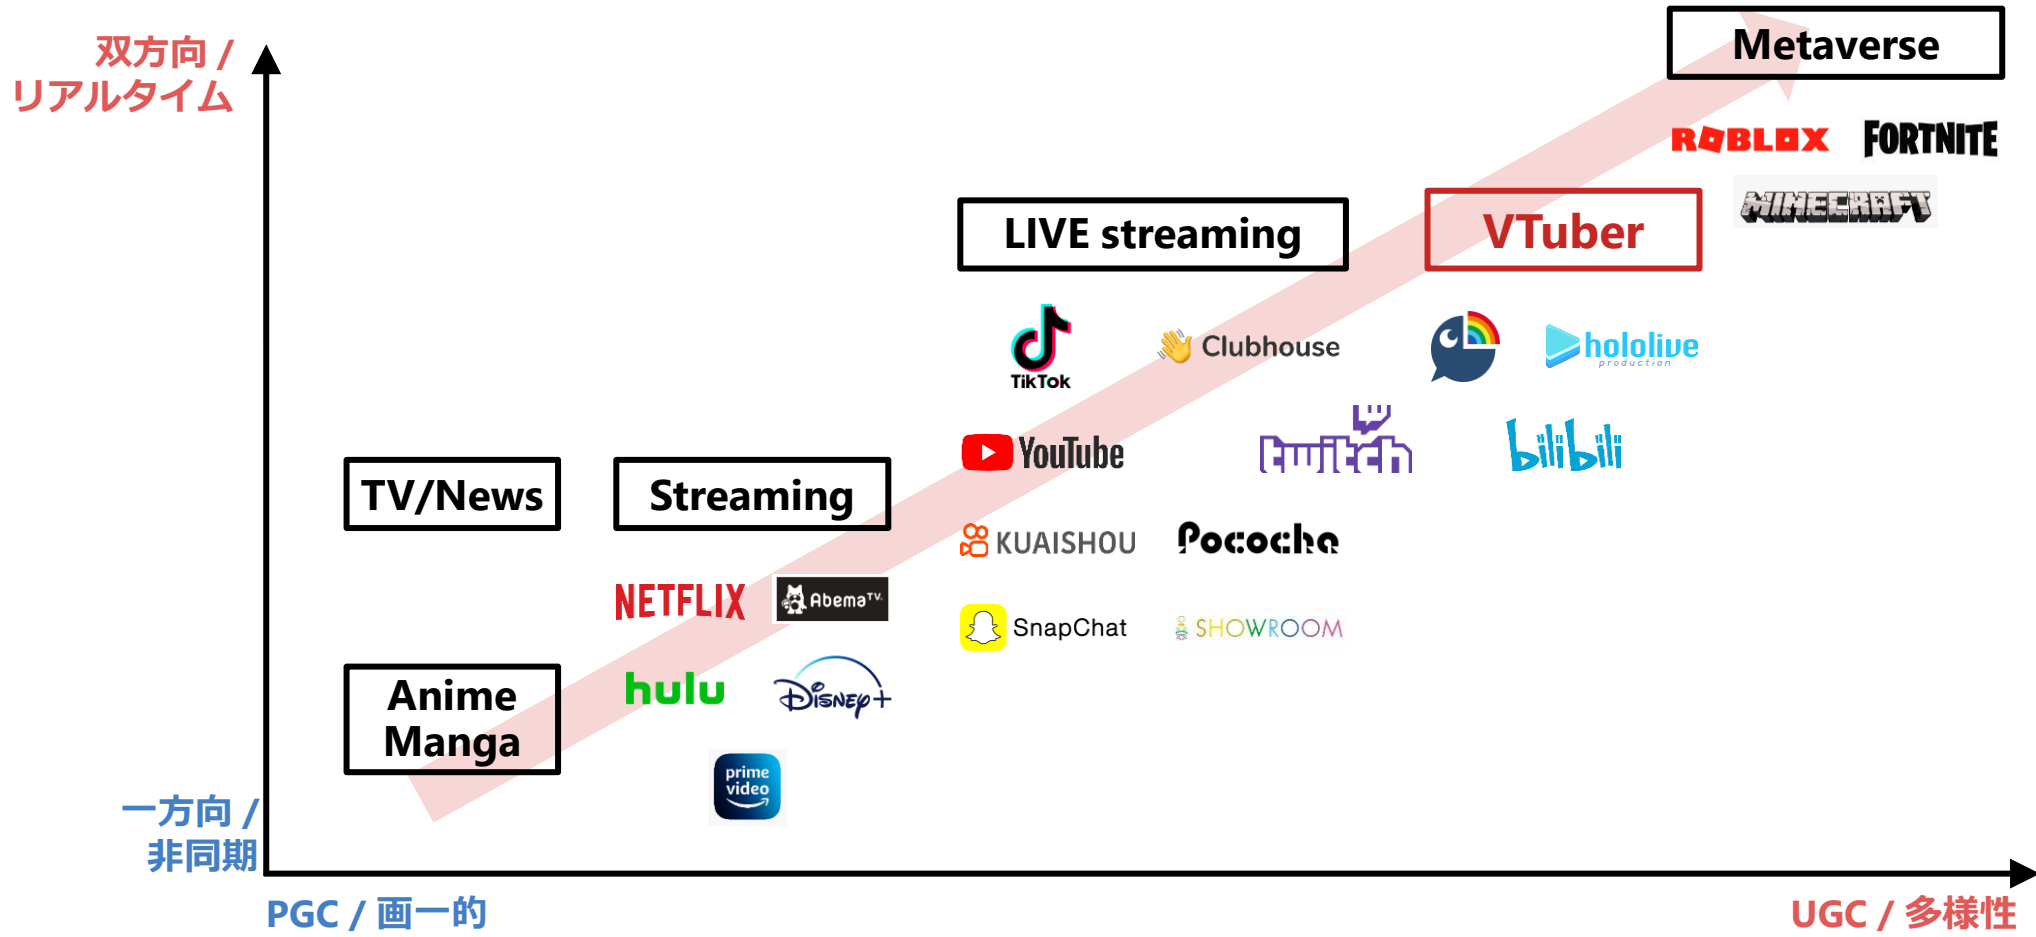 双方向 /
リアルタイム
Metaverse
ROBLOX FORTNITE
MINECRAFT
LIVE streaming
VTuber
TikTok
Clubhouse
hololive
production
YouTube
twitch
bilibili
TV/News
Streaming
KUAISHOU
Pococha
NETFLIX
AbemaTV
SnapChat
SHOWROOM
Anime
Manga
hulu
Disney+
prime
video
一方向 /
非同期
PGC / 画一的
UGC / 多様性